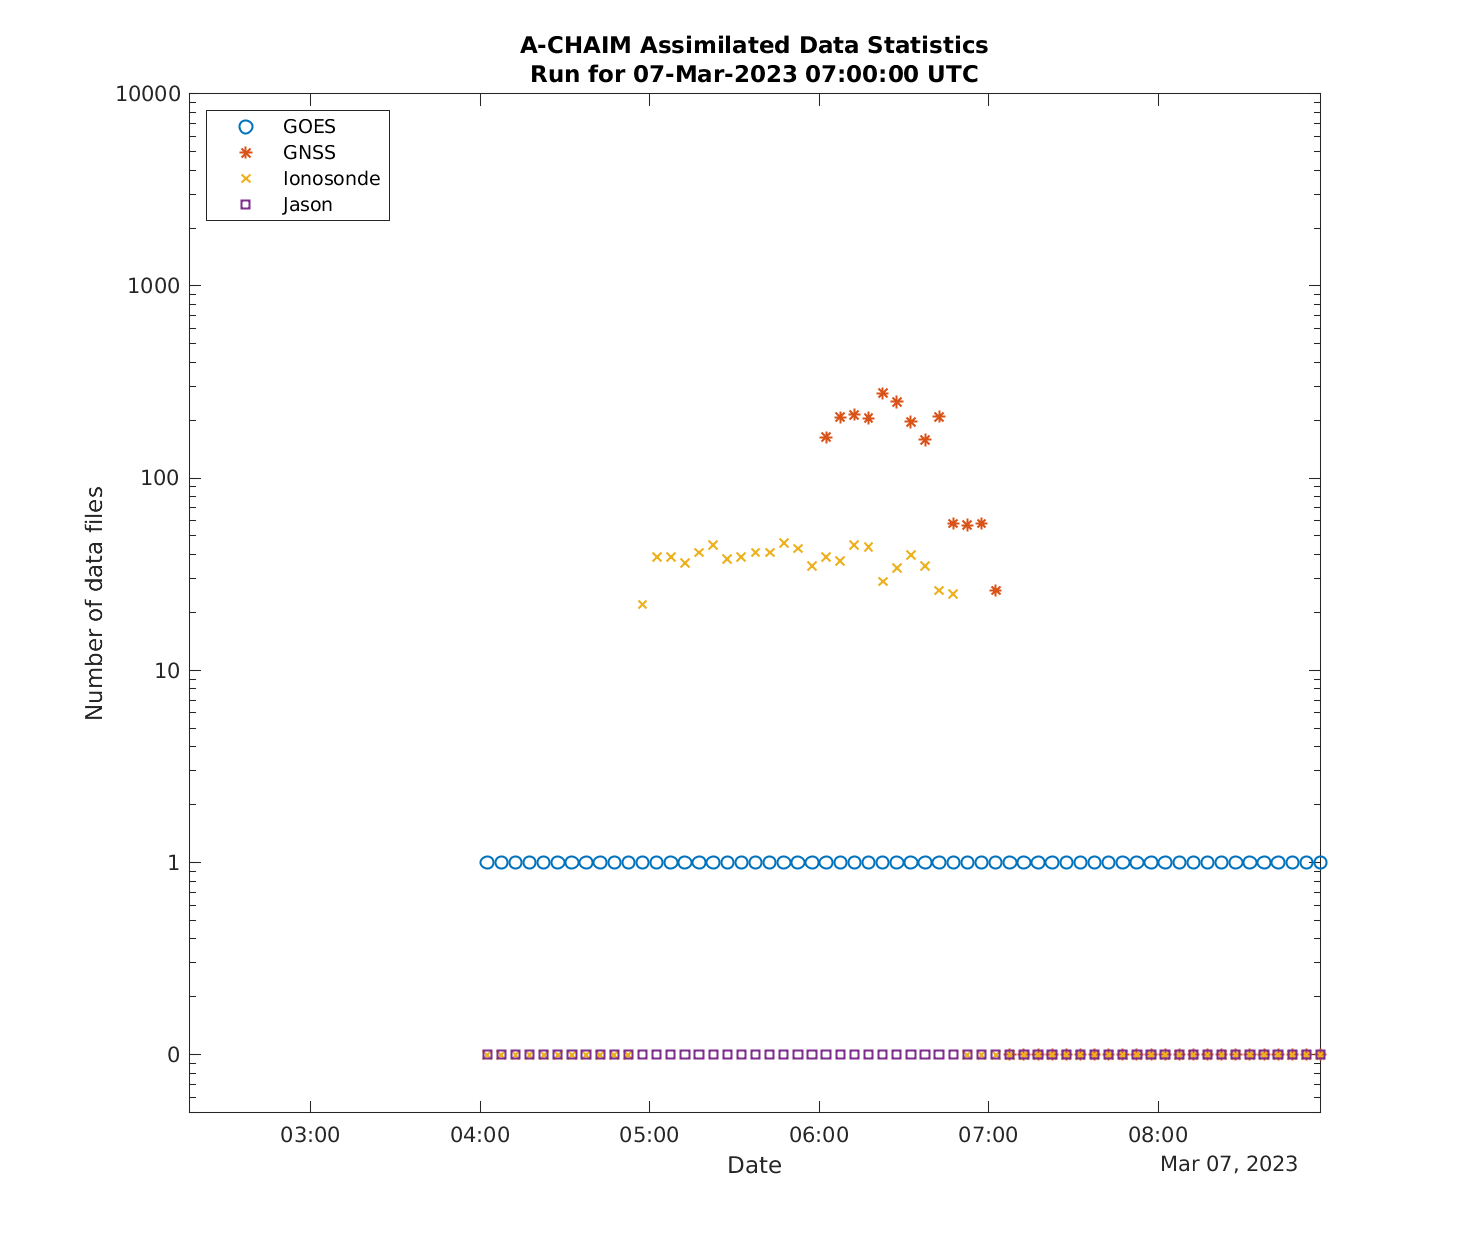 A-CHAIM Assimilated Data Statistics
Run for 07-Mar-2023 07:00:00 UTC
10000
1000
100
10
1
0
GOES
GNSS
Ionosonde
Jason
Number of data files
03:00 04:00 05:00 06:00 07:00 08:00
Date
Mar 07, 2023